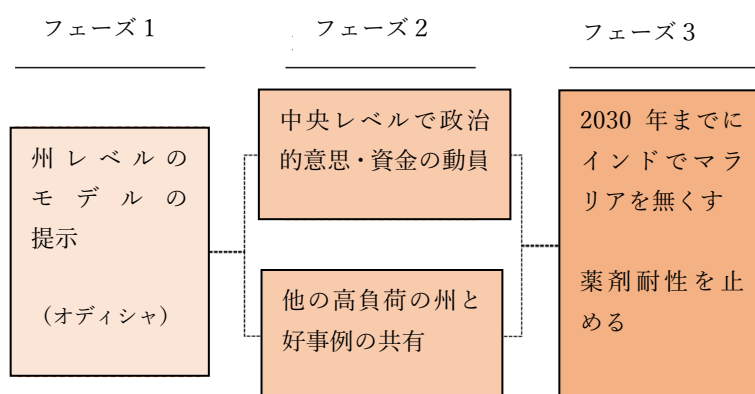 フェーズ1
フェーズ2
フェーズ3
州レベルの
モデルの
提示
（オディシャ）
中央レベルで政治
的意思・資金の動員
他の高負荷の州と
好事例の共有
2030 年までに
インドでマラ
リアを無くす
薬剤耐性を止
める